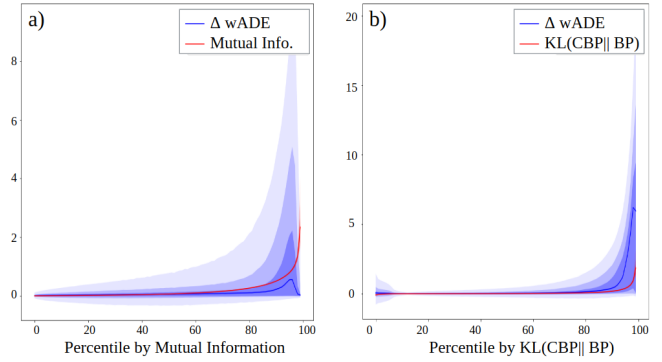 a)
Δ wADE
Mutual Info.
8
6
4
2
0
0 20 40 60 80 100
Percentile by Mutual Information
b)
Δ wADE
KL(CBP|| BP)
20
15
10
5
0
0 20 40 60 80 100
Percentile by KL(CBP|| BP)